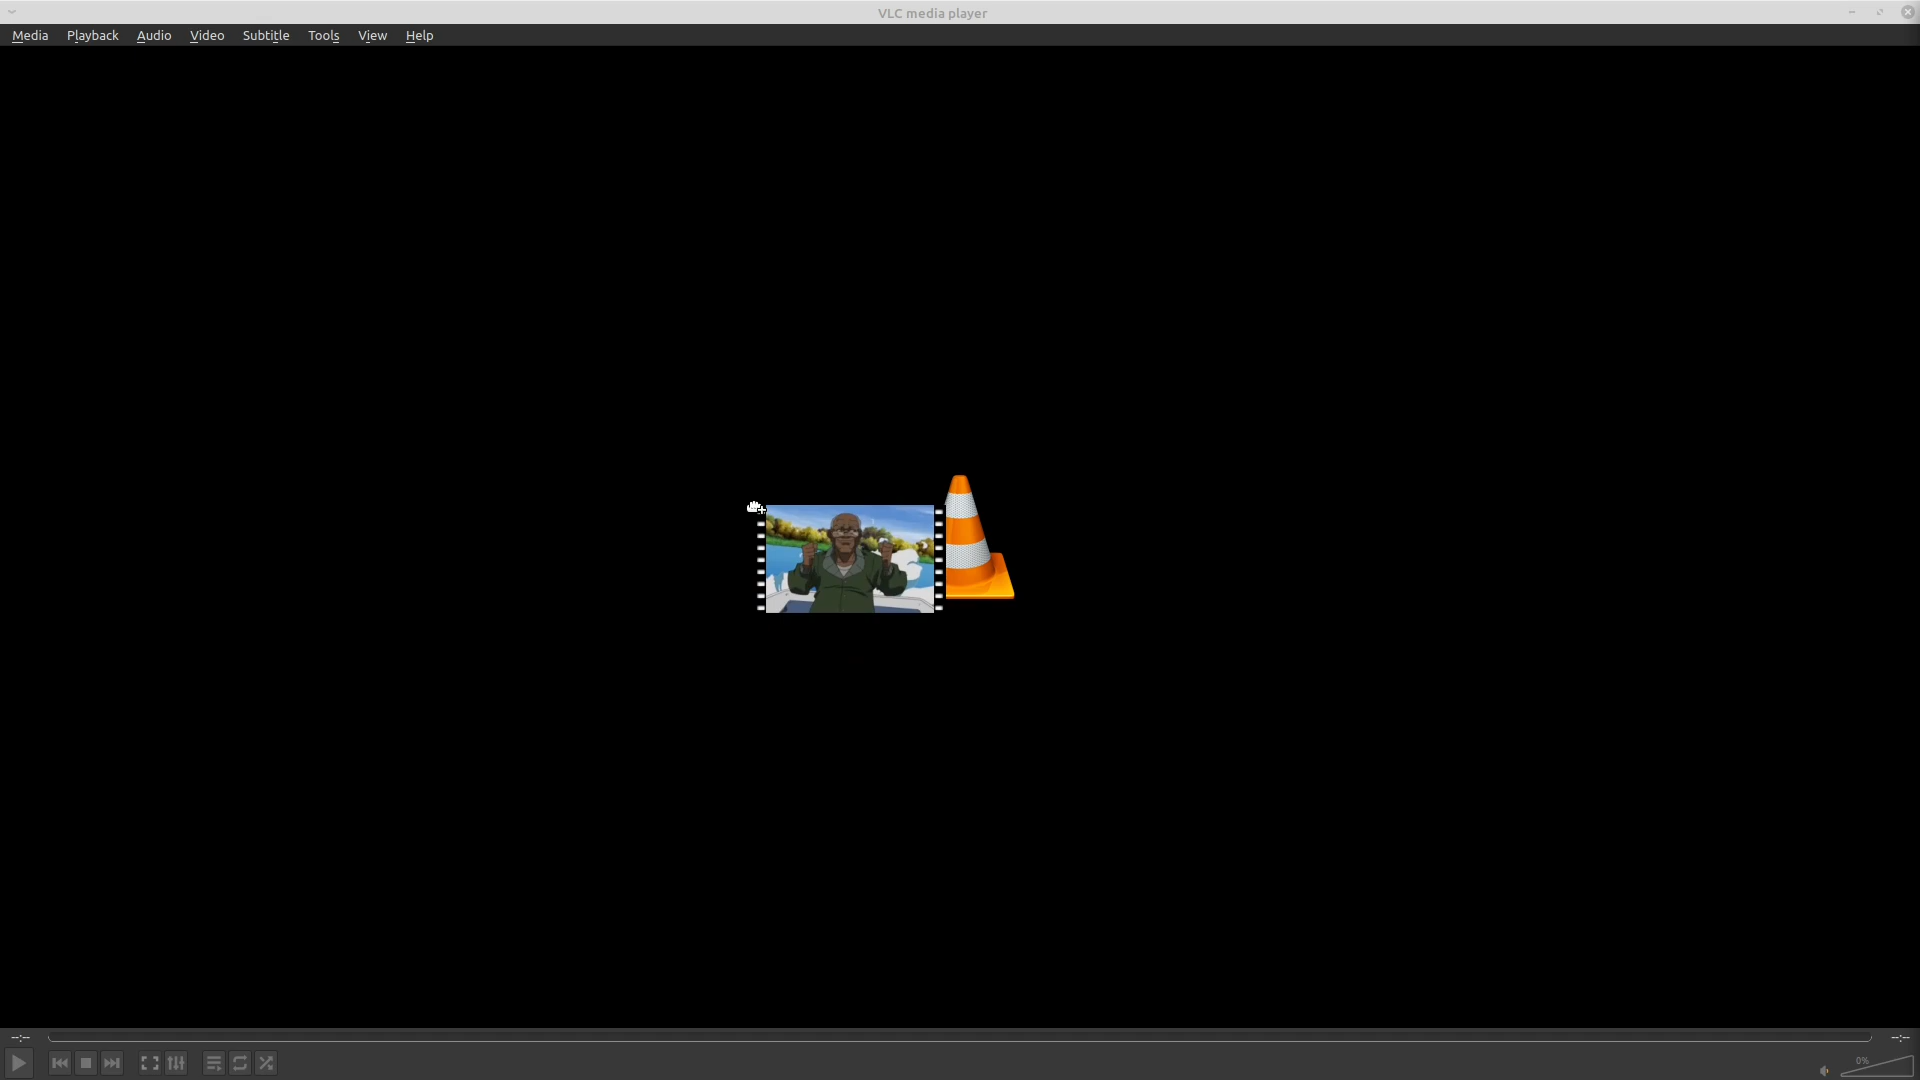 VLC media player
Media Playback Audio Video Subtitle Tools View Help
--:-- --:--
0%